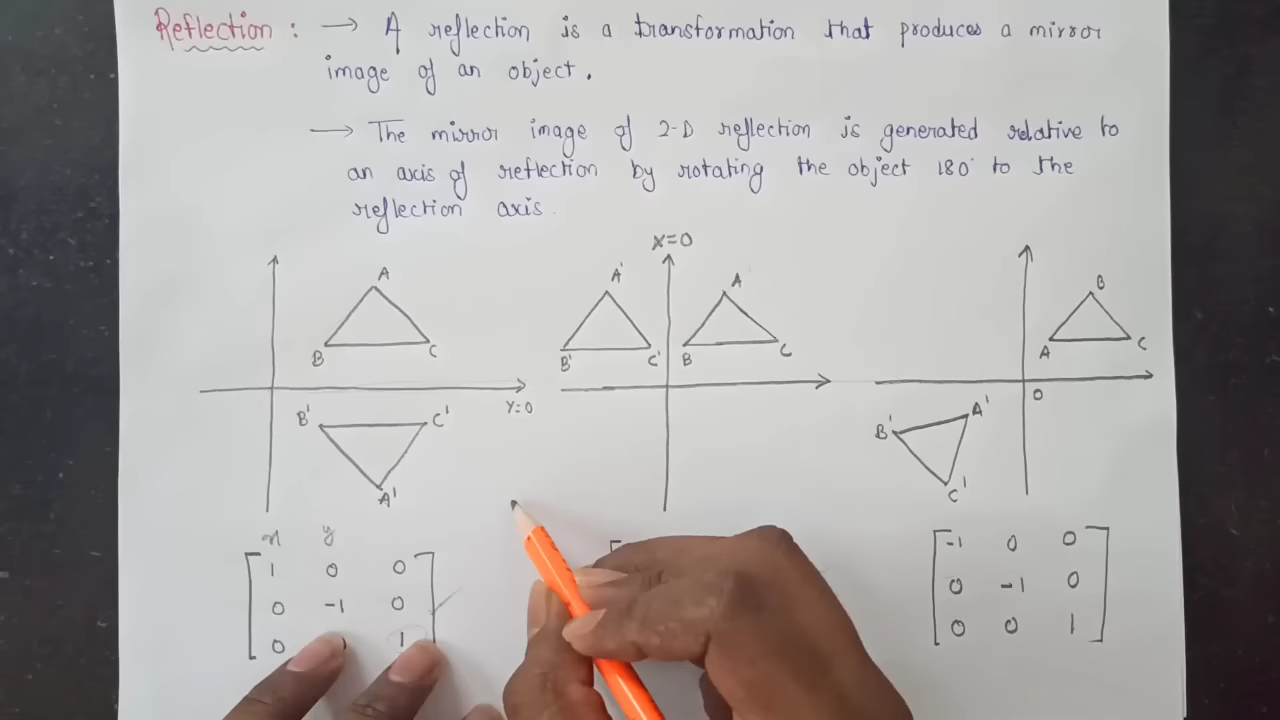 Reflection : → A reflection is a transformation that produces a mirror
image of an object.
→ The mirror image of 2-D reflection is generated relative to
an axis of reflection by rotating the object 180° to the
reflection axis.
A
B
C
Y=0
B'
C'
A'
X=0
A'
A
B'
C'
B
C
B
A
C
O
A'
B'
C'
x y
1 0 0
0 -1 0
0 1
-1 0 0
0 -1 0
0 0 1